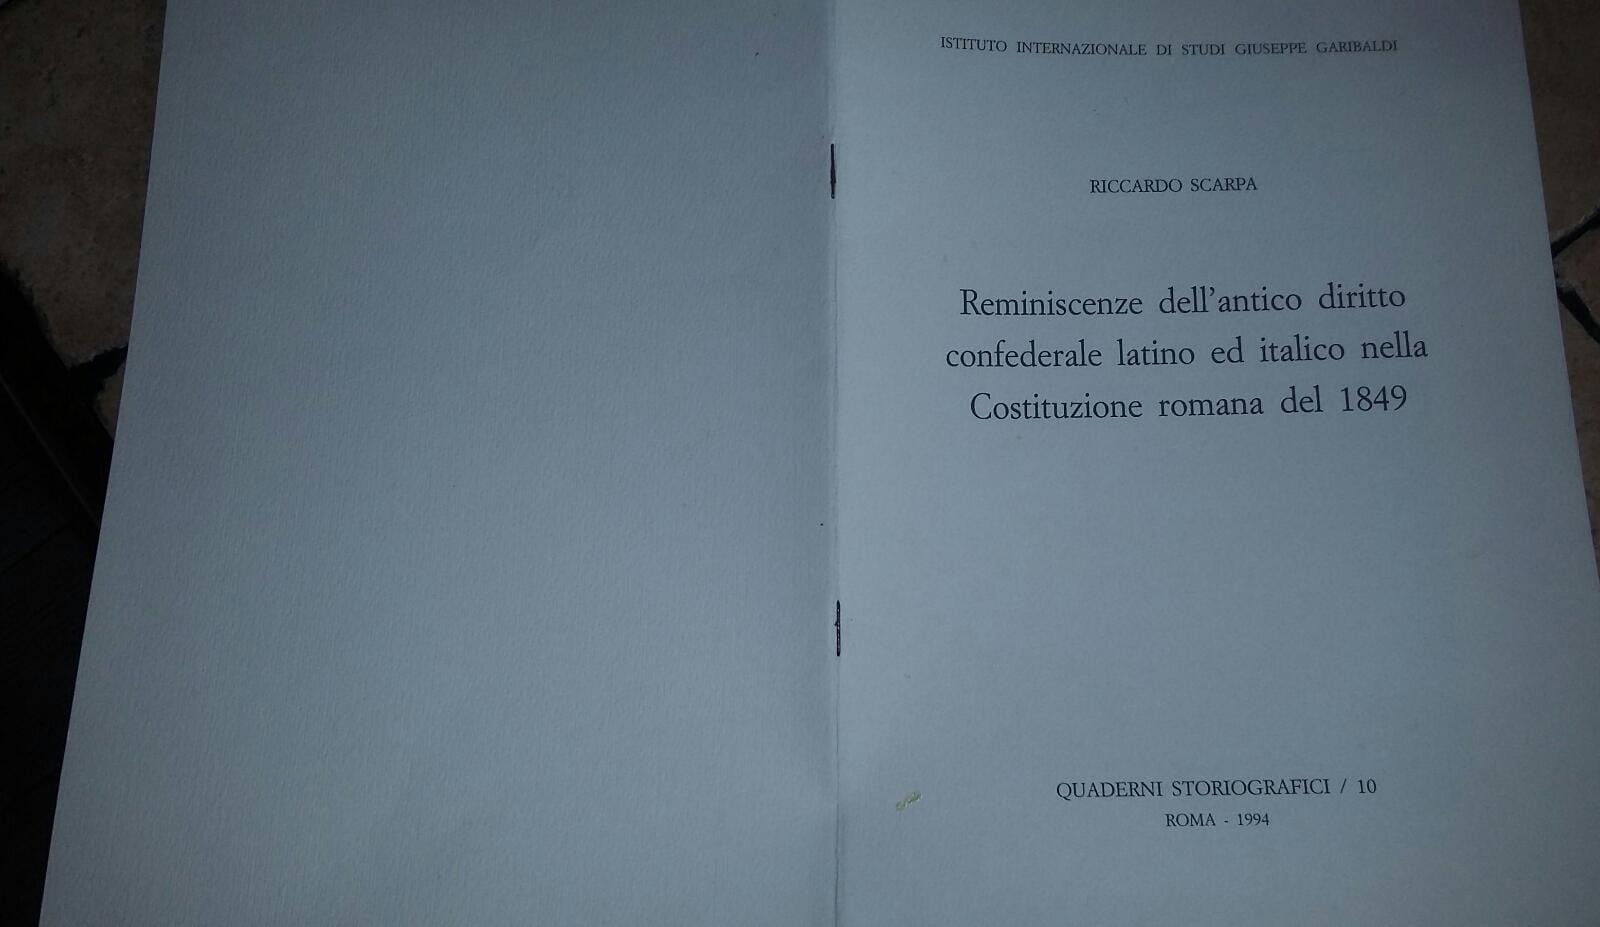 ISTITUTO INTERNAZIONALE DI STUDI GIUSEPPE GARIBALDI
RICCARDO SCARPA
Reminiscenze dell'antico diritto
confederale latino ed italico nella
Costituzione romana del 1849
QUADERNI STORIOGRAFICI / 10
ROMA - 1994